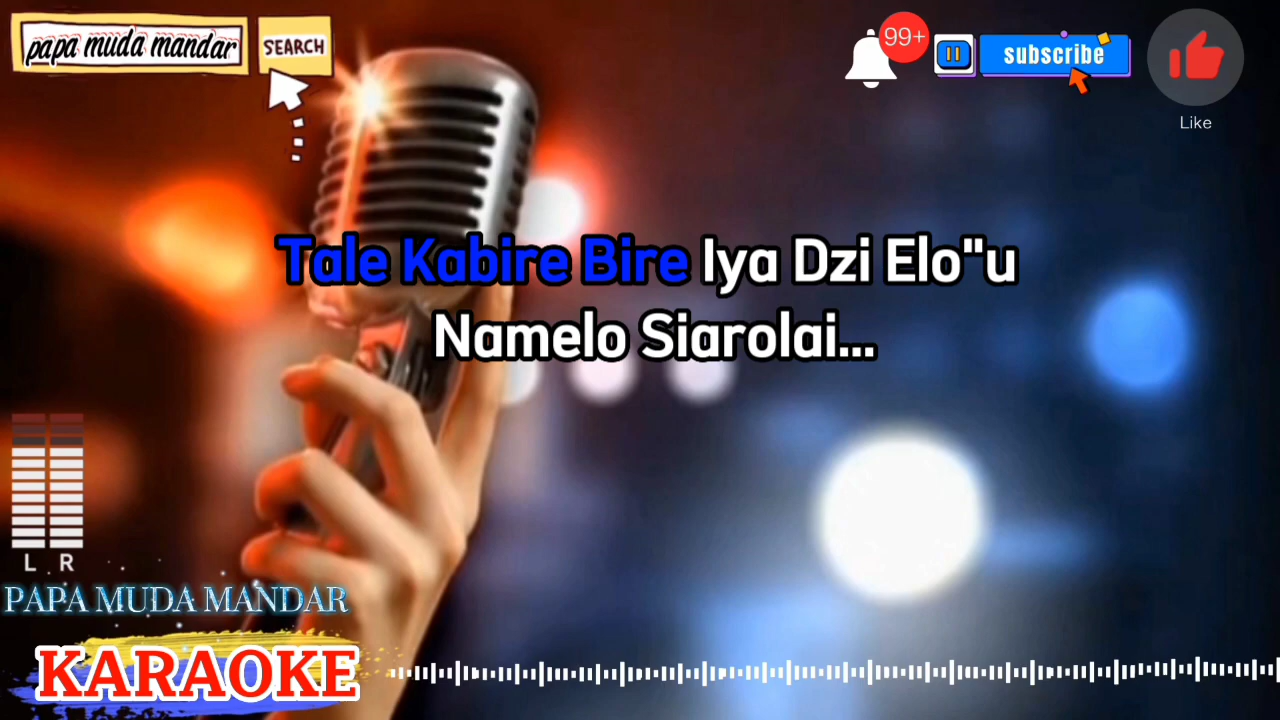 papa muda mandar
SEARCH
99+
subscribe
Like
Tale Kabire Bire Iya Dzi Elo"u
Namelo Siarolai...
L R
PAPA MUDA MANDAR
KARAOKE